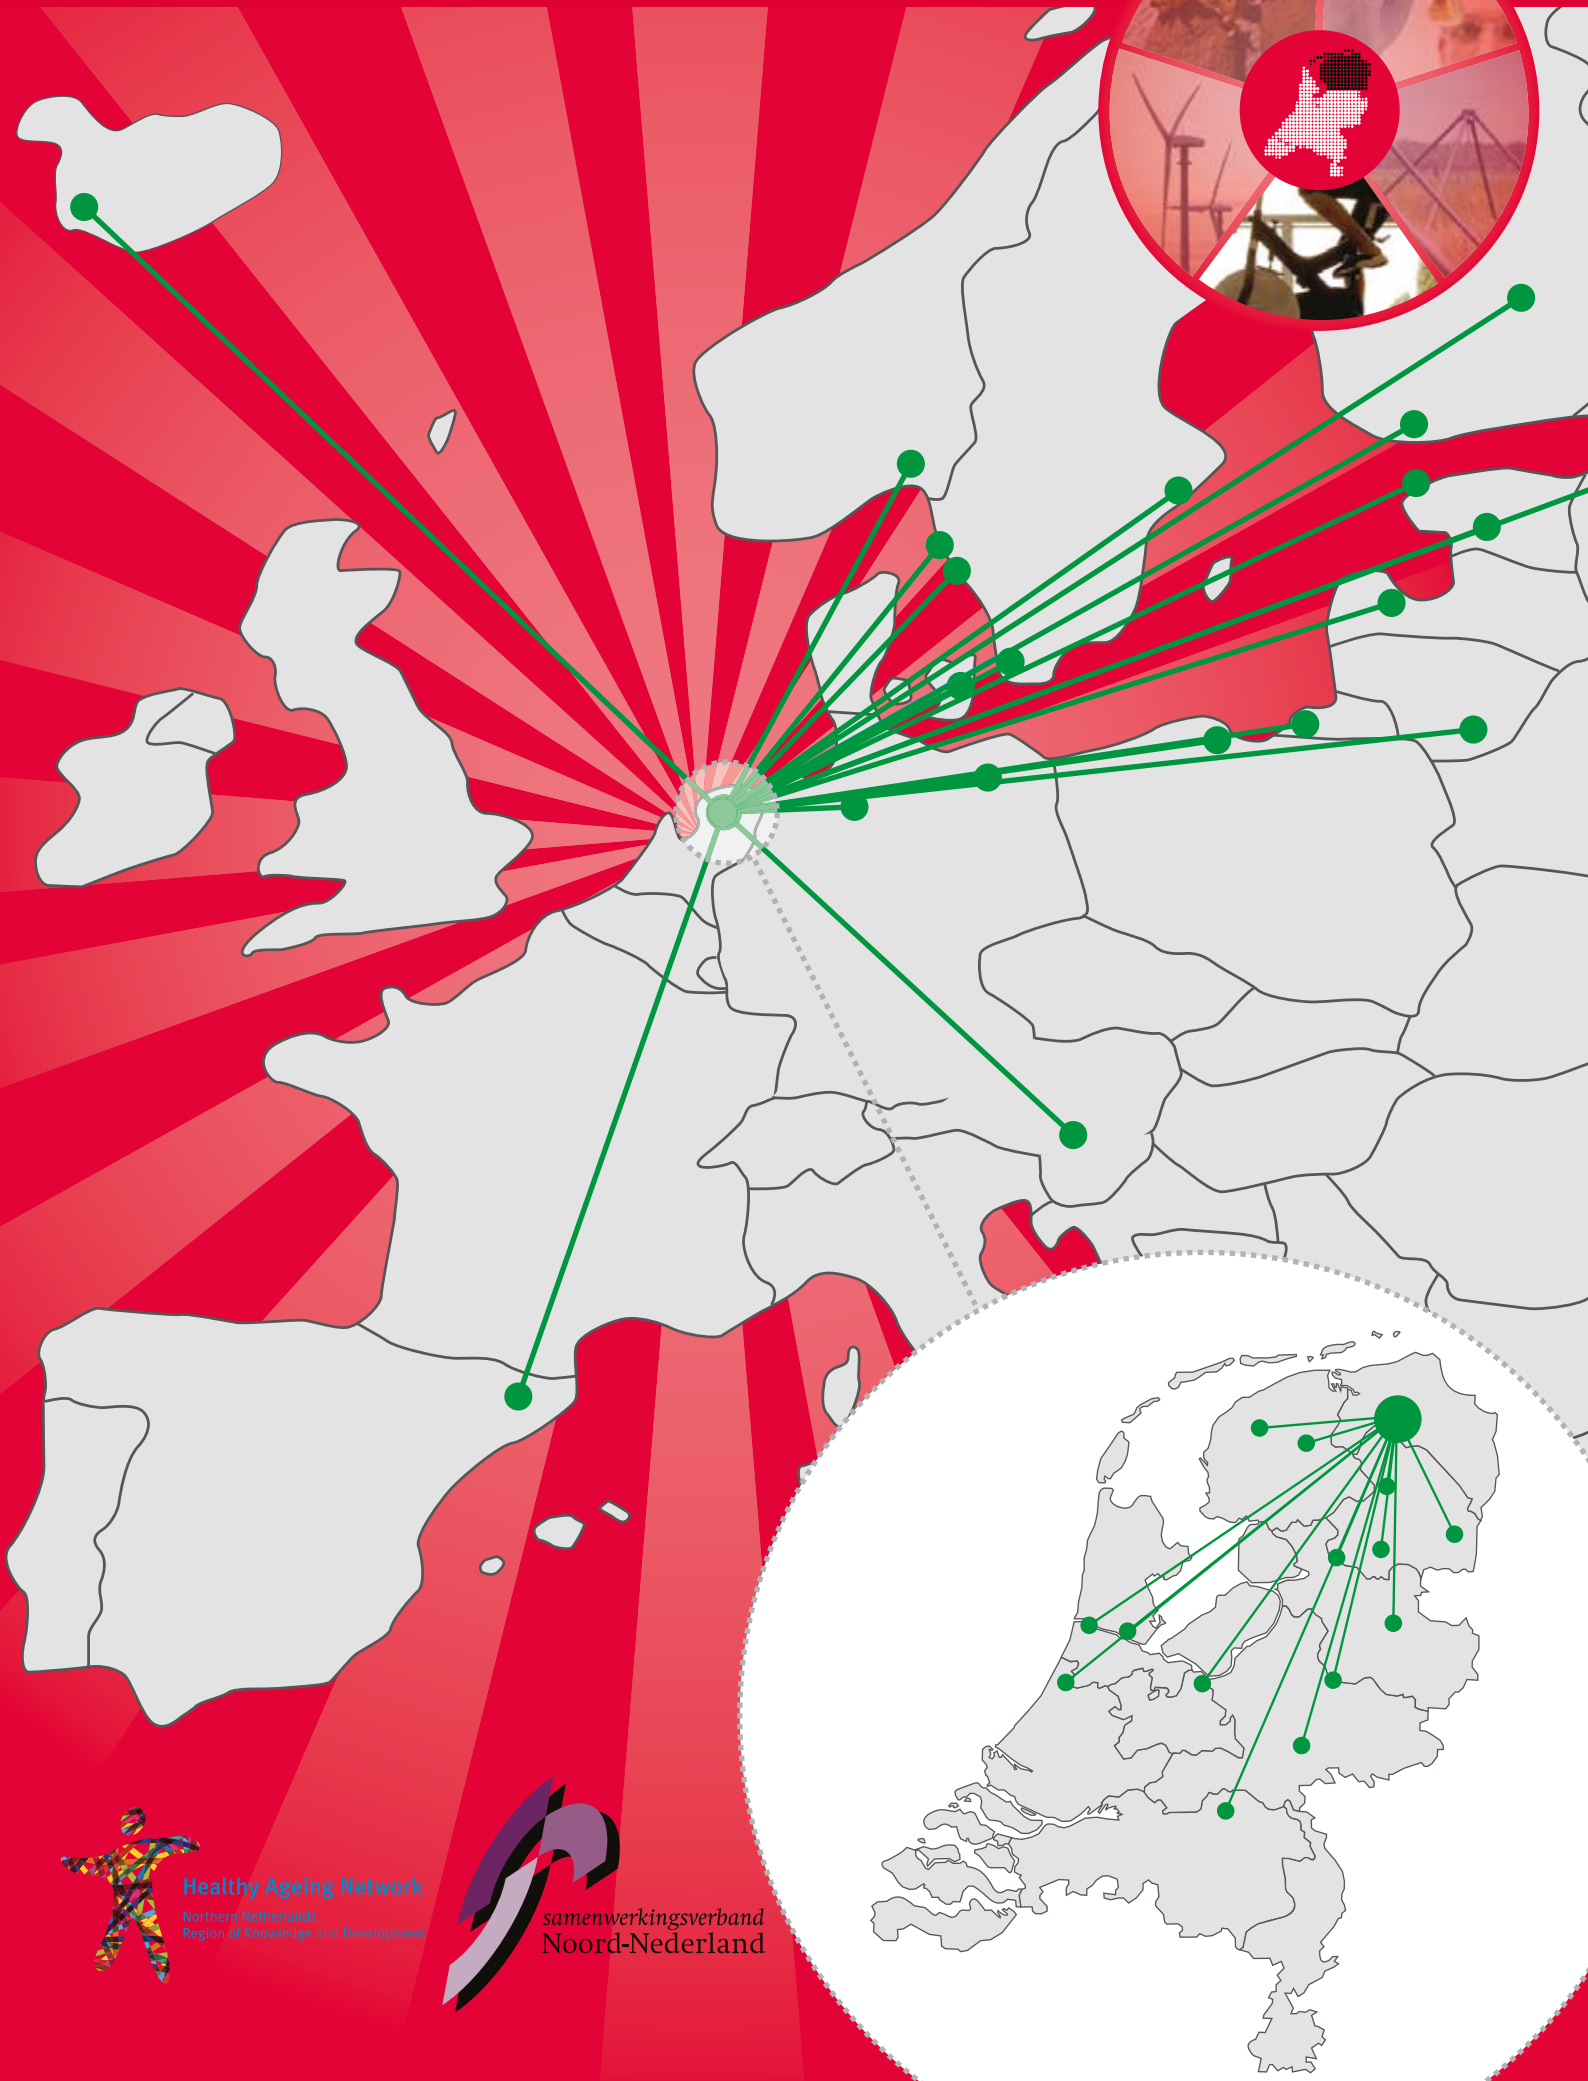 Healthy Ageing Network
Northern Netherlands
Region of Knowledge and Development
samenwerkingsverband
Noord-Nederland